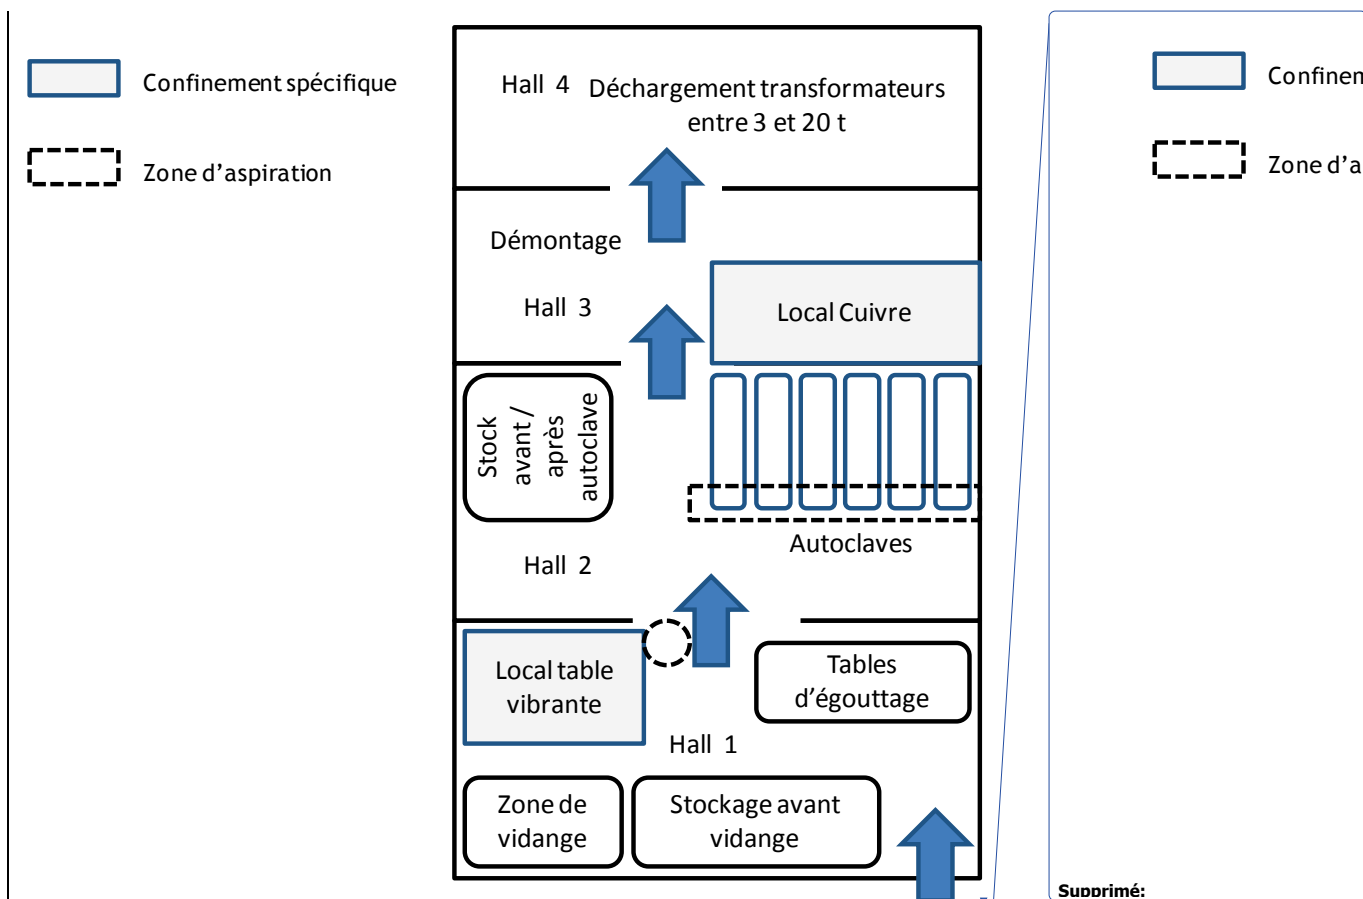 Confinement spécifique
Zone d'aspiration
Hall 4
Déchargement transformateurs
entre 3 et 20 t
Démontage
Hall 3
Local Cuivre
Stock
avant /
après
autoclave
Autoclaves
Hall 2
Local table
vibrante
Tables
d'égouttage
Hall 1
Zone de
vidange
Stockage avant
vidange
Confinem
Zone d'a
Supprimé: